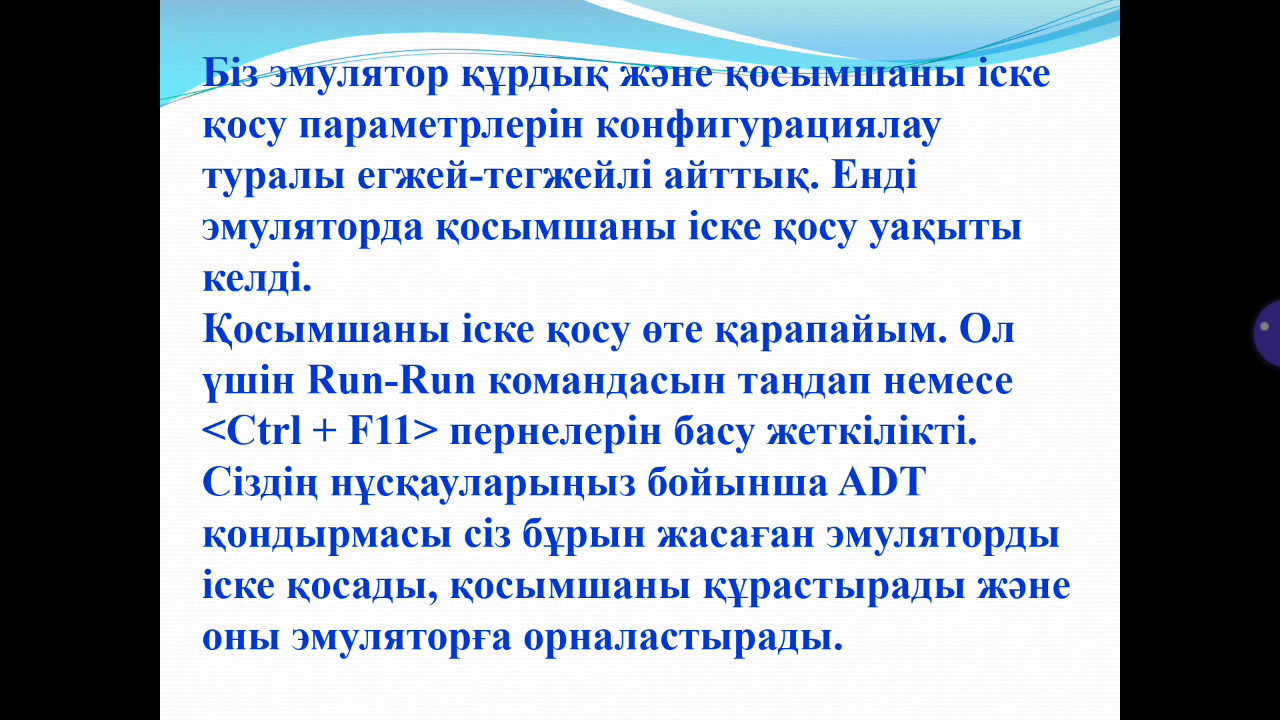 Біз эмулятор құрдық және қосымшаны іске
қосу параметрлерін конфигурациялау
туралы егжей-тегжейлі айттық. Енді
эмуляторда қосымшаны іске қосу уақыты
келді.
Қосымшаны іске қосу өте қарапайым. Ол
үшін Run-Run командасын таңдап немесе
<Ctrl + F11> пернелерін басу жеткілікті.
Сіздің нұсқауларыңыз бойынша ADT
қондырмасы сіз бұрын жасаған эмуляторды
іске қосады, қосымшаны құрастырады және
оны эмуляторға орналастырады.